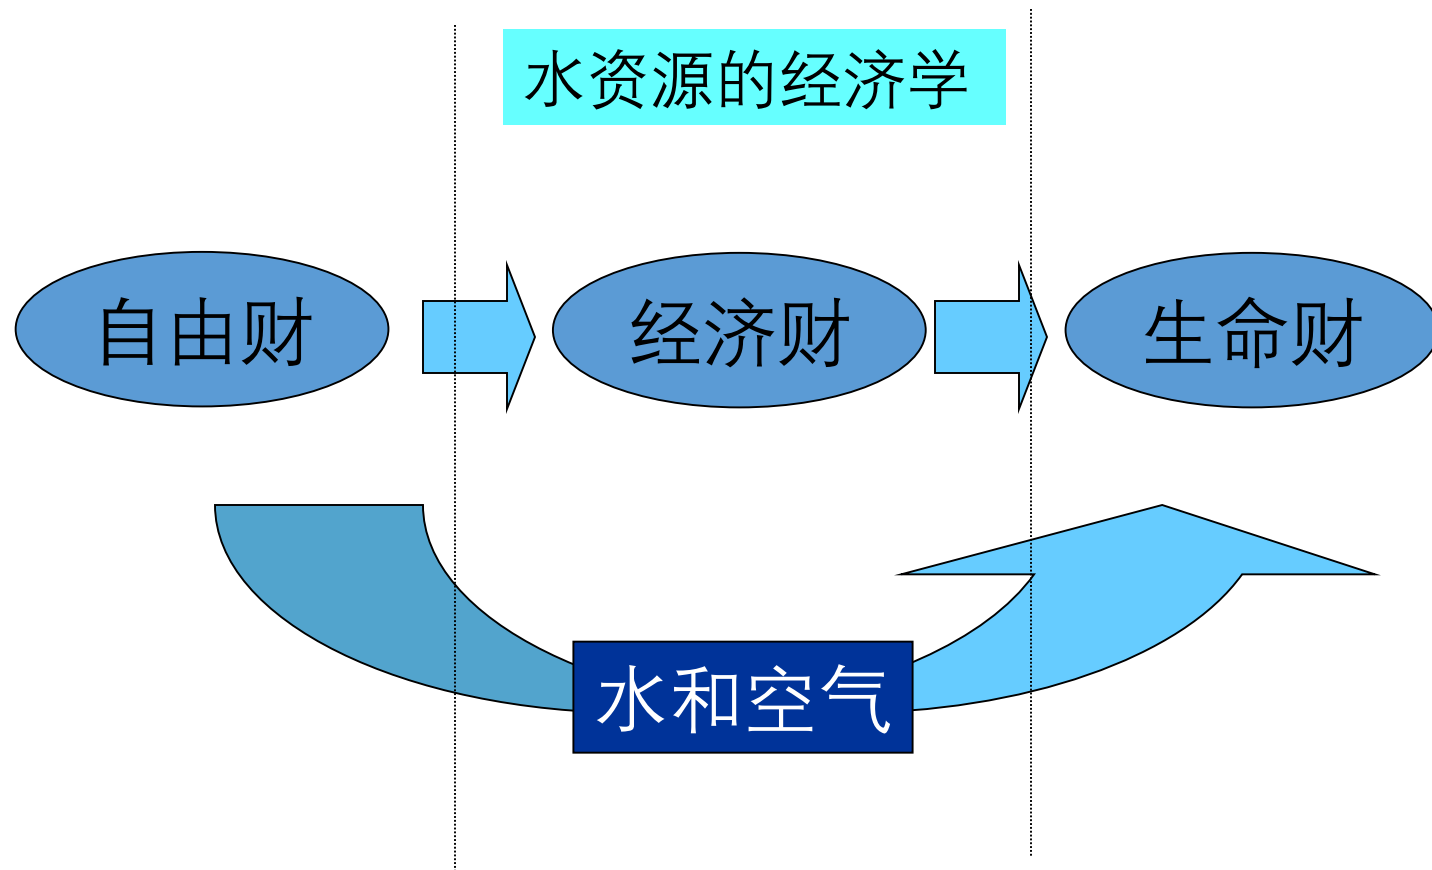 水资源的经济学
自由财
经济财
生命财
水和空气